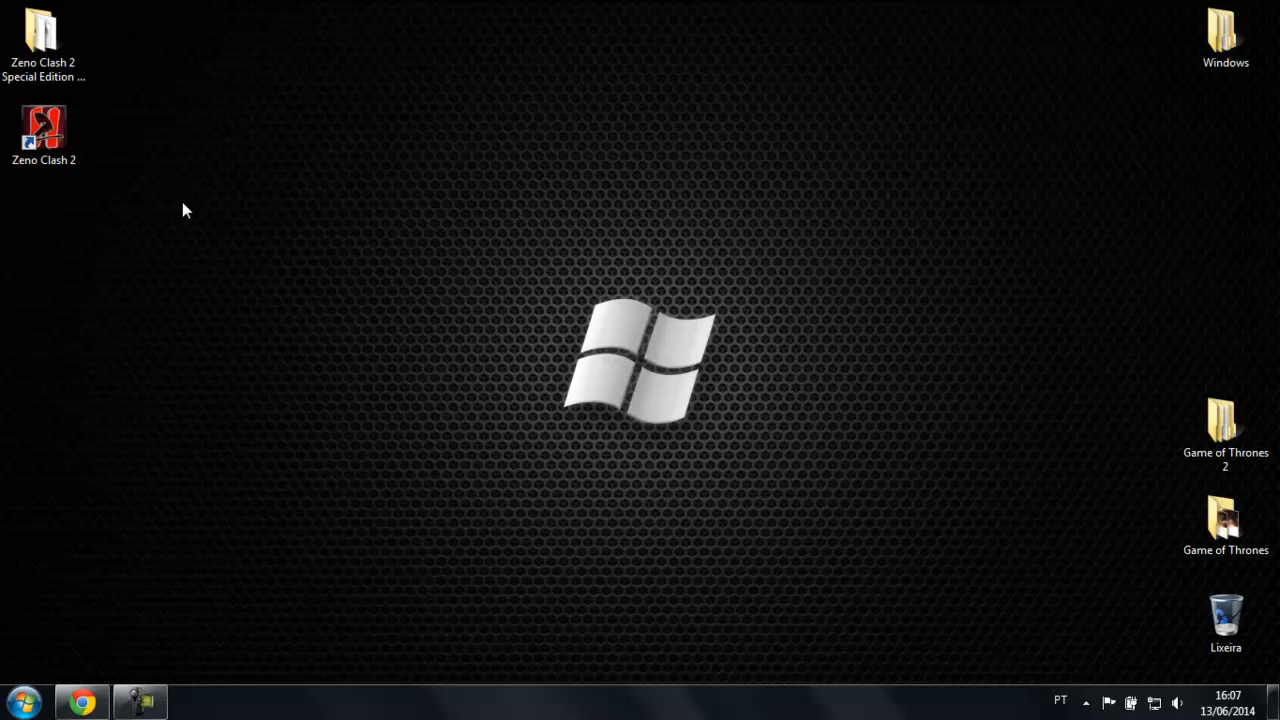 Zeno Clash 2
Special Edition ...
Zeno Clash 2
Windows
Game of Thrones
2
Game of Thrones
Lixeira
PT
16:07
13/06/2014